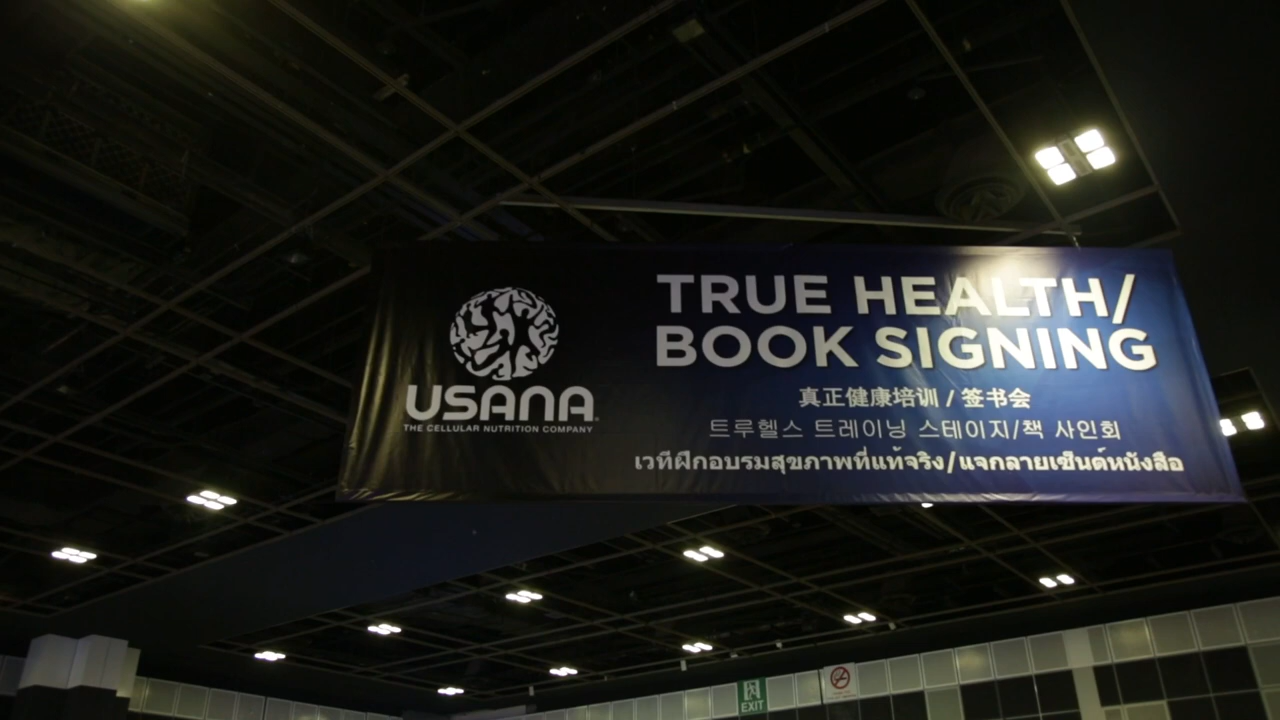 USANA
THE CELLULAR NUTRITION COMPANY
TRUE HEALTH/
BOOK SIGNING
真正健康培训 / 签书会
트루헬스 트레이닝 스테이지/책 사인회
เวทีฝึกอบรมสุขภาพที่แท้จริง/แจกลายเซ็นต์หนังสือ
EXIT